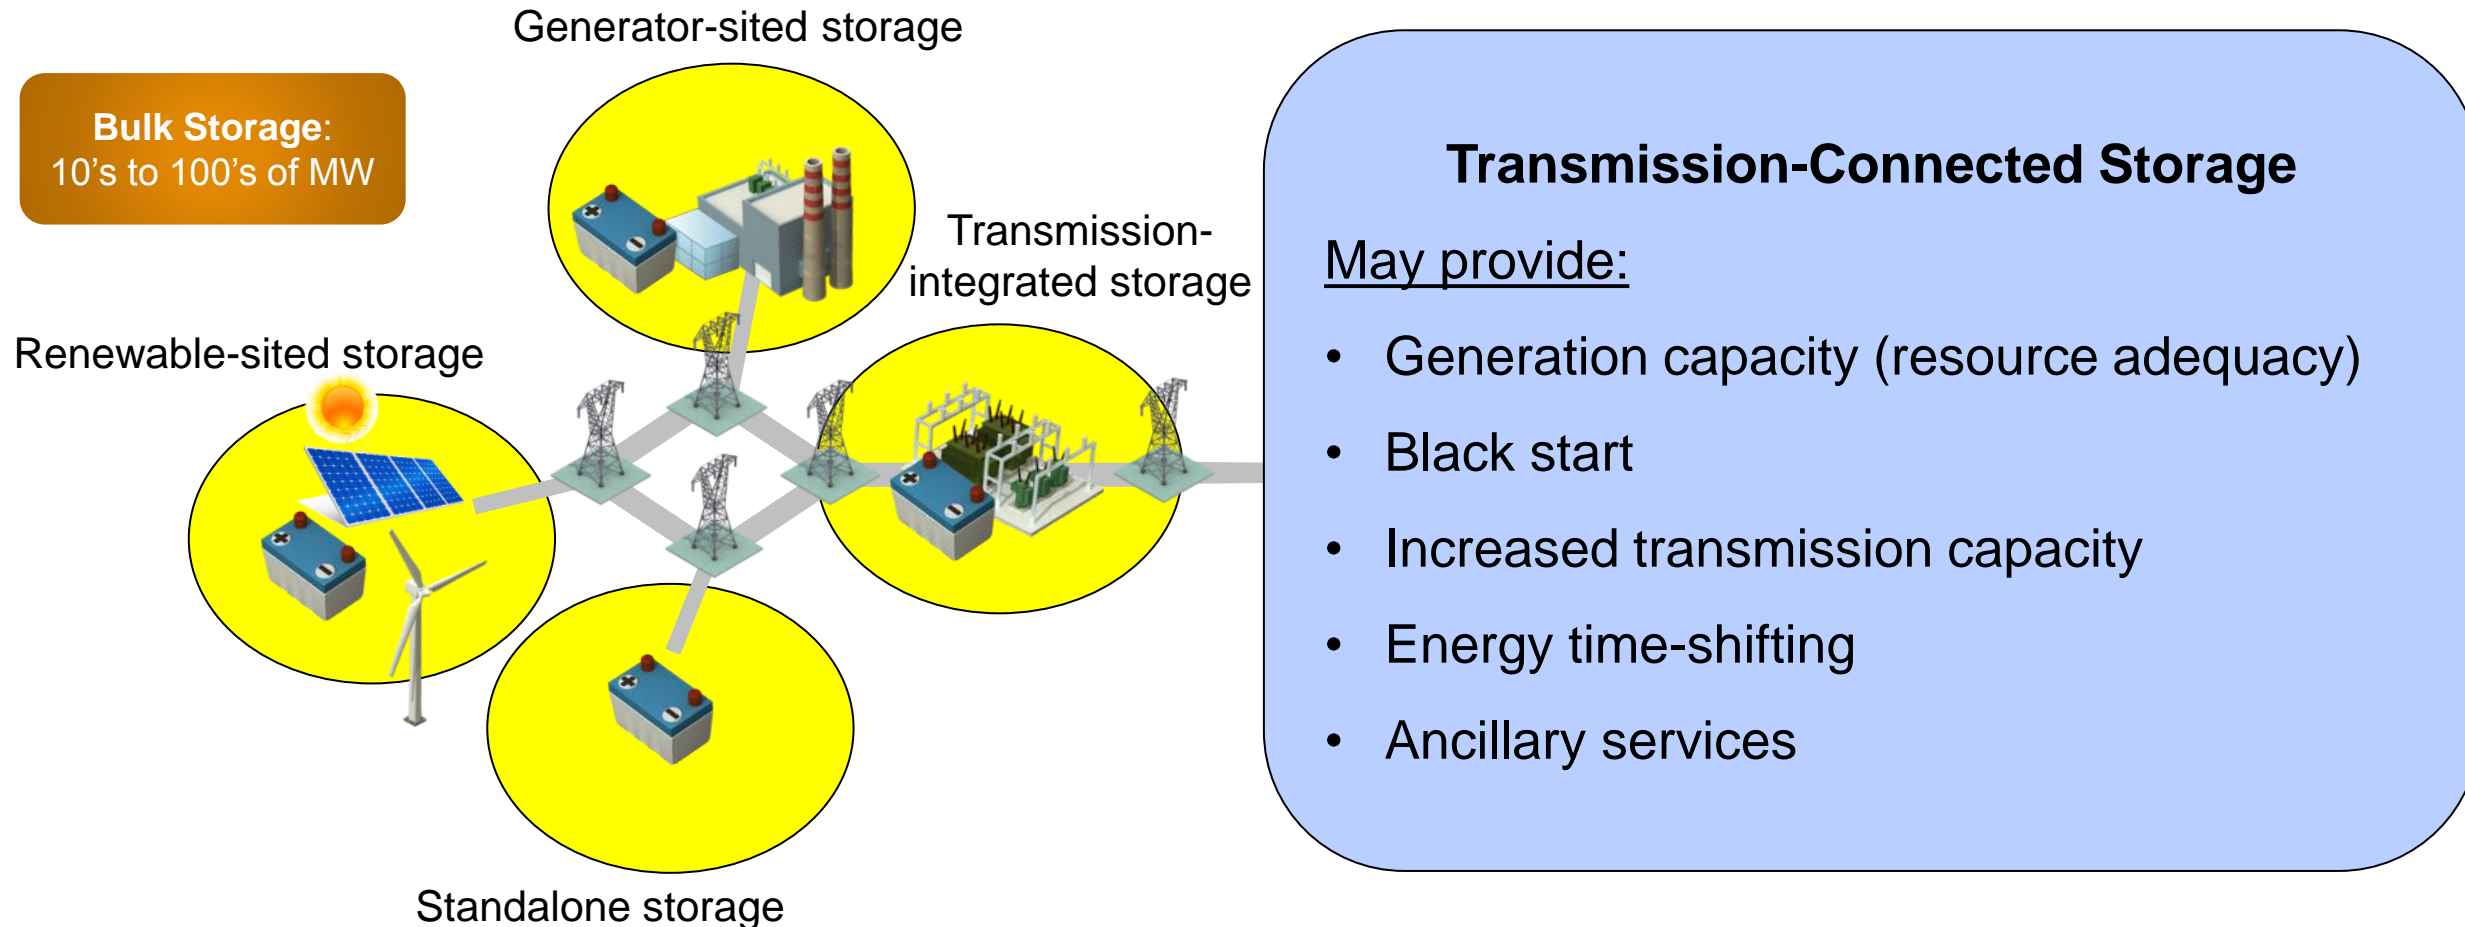 Generator-sited storage
Bulk Storage:
10’s to 100’s of MW
Transmission-
integrated storage
Renewable-sited storage
Standalone storage
Transmission-Connected Storage
May provide:
• Generation capacity (resource adequacy)
• Black start
• Increased transmission capacity
• Energy time-shifting
• Ancillary services